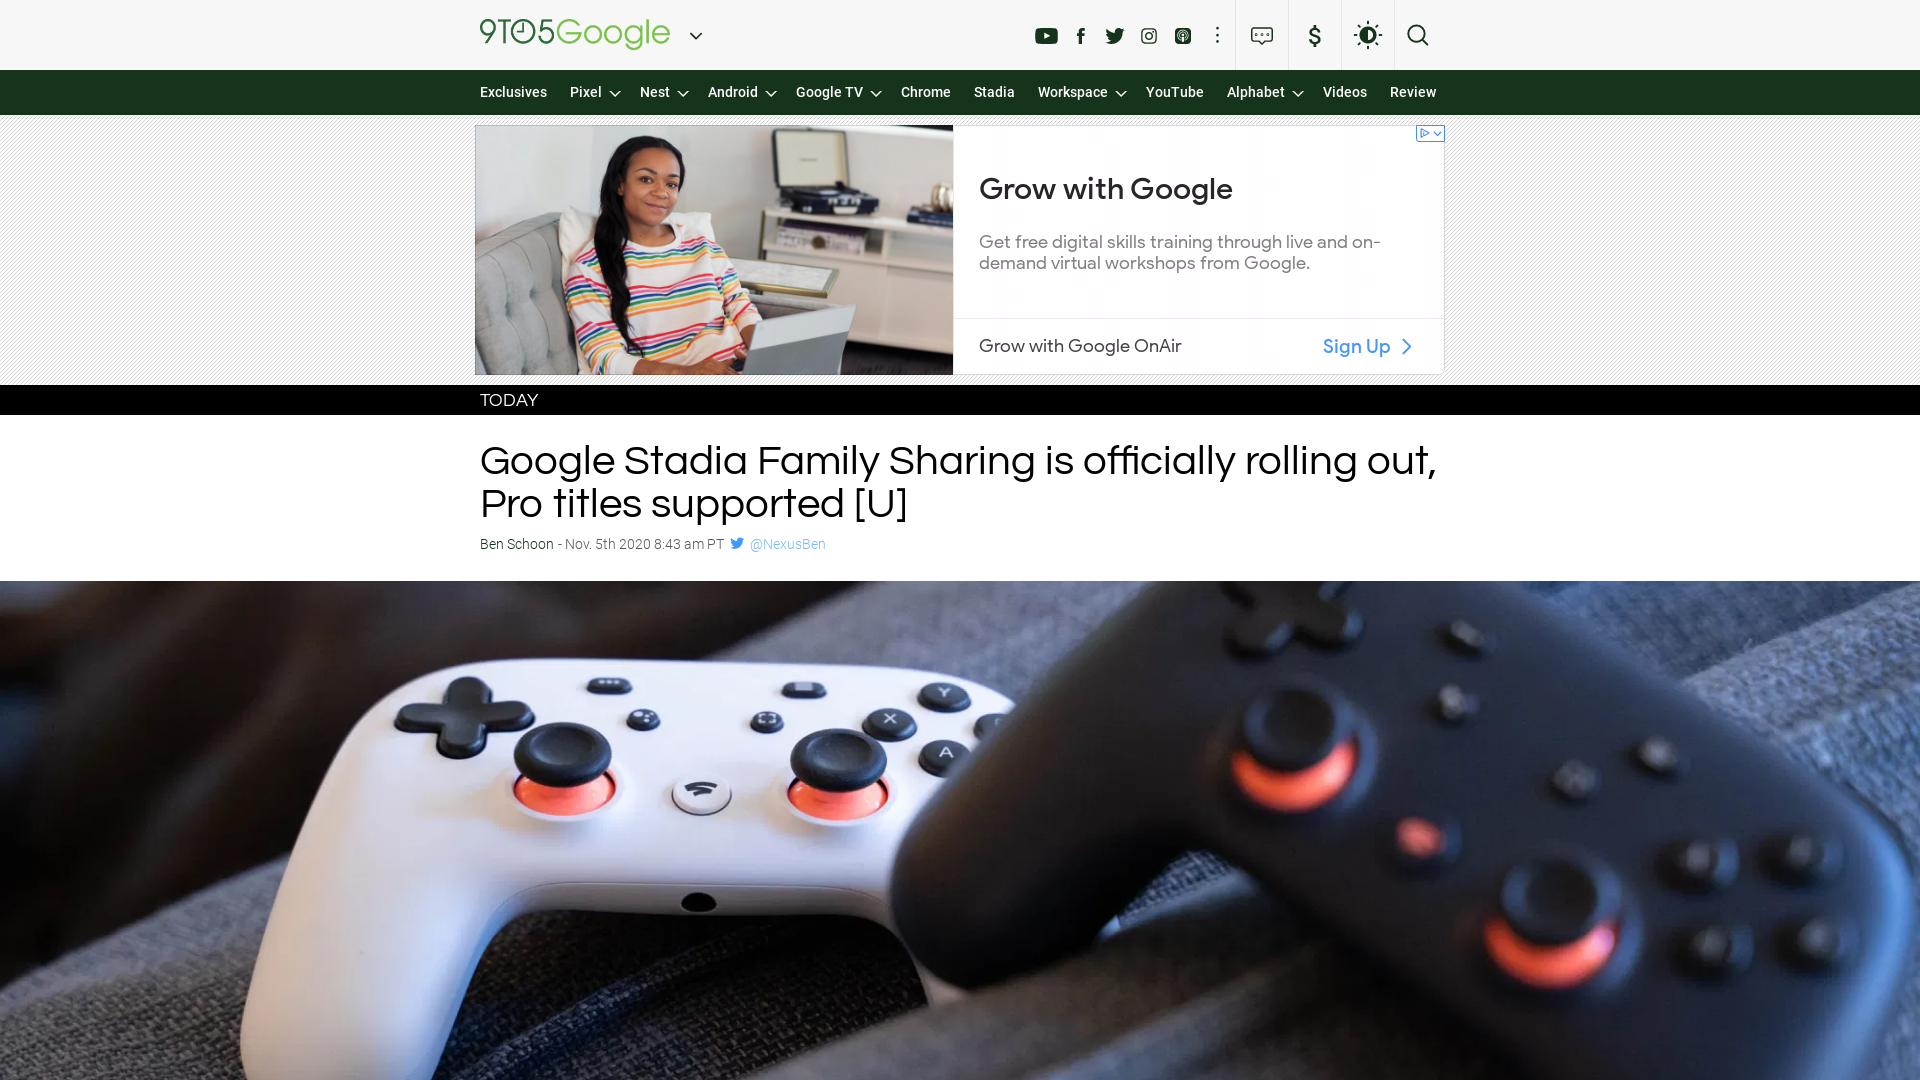 9TO5Google
Exclusives Pixel Nest Android Google TV Chrome Stadia Workspace YouTube Alphabet Videos Review
Grow with Google
Get free digital skills training through live and on-
demand virtual workshops from Google.
Grow with Google OnAir Sign Up
TODAY
Google Stadia Family Sharing is officially rolling out,
Pro titles supported [U]
Ben Schoon - Nov. 5th 2020 8:43 am PT @NexusBen
Y
X
A